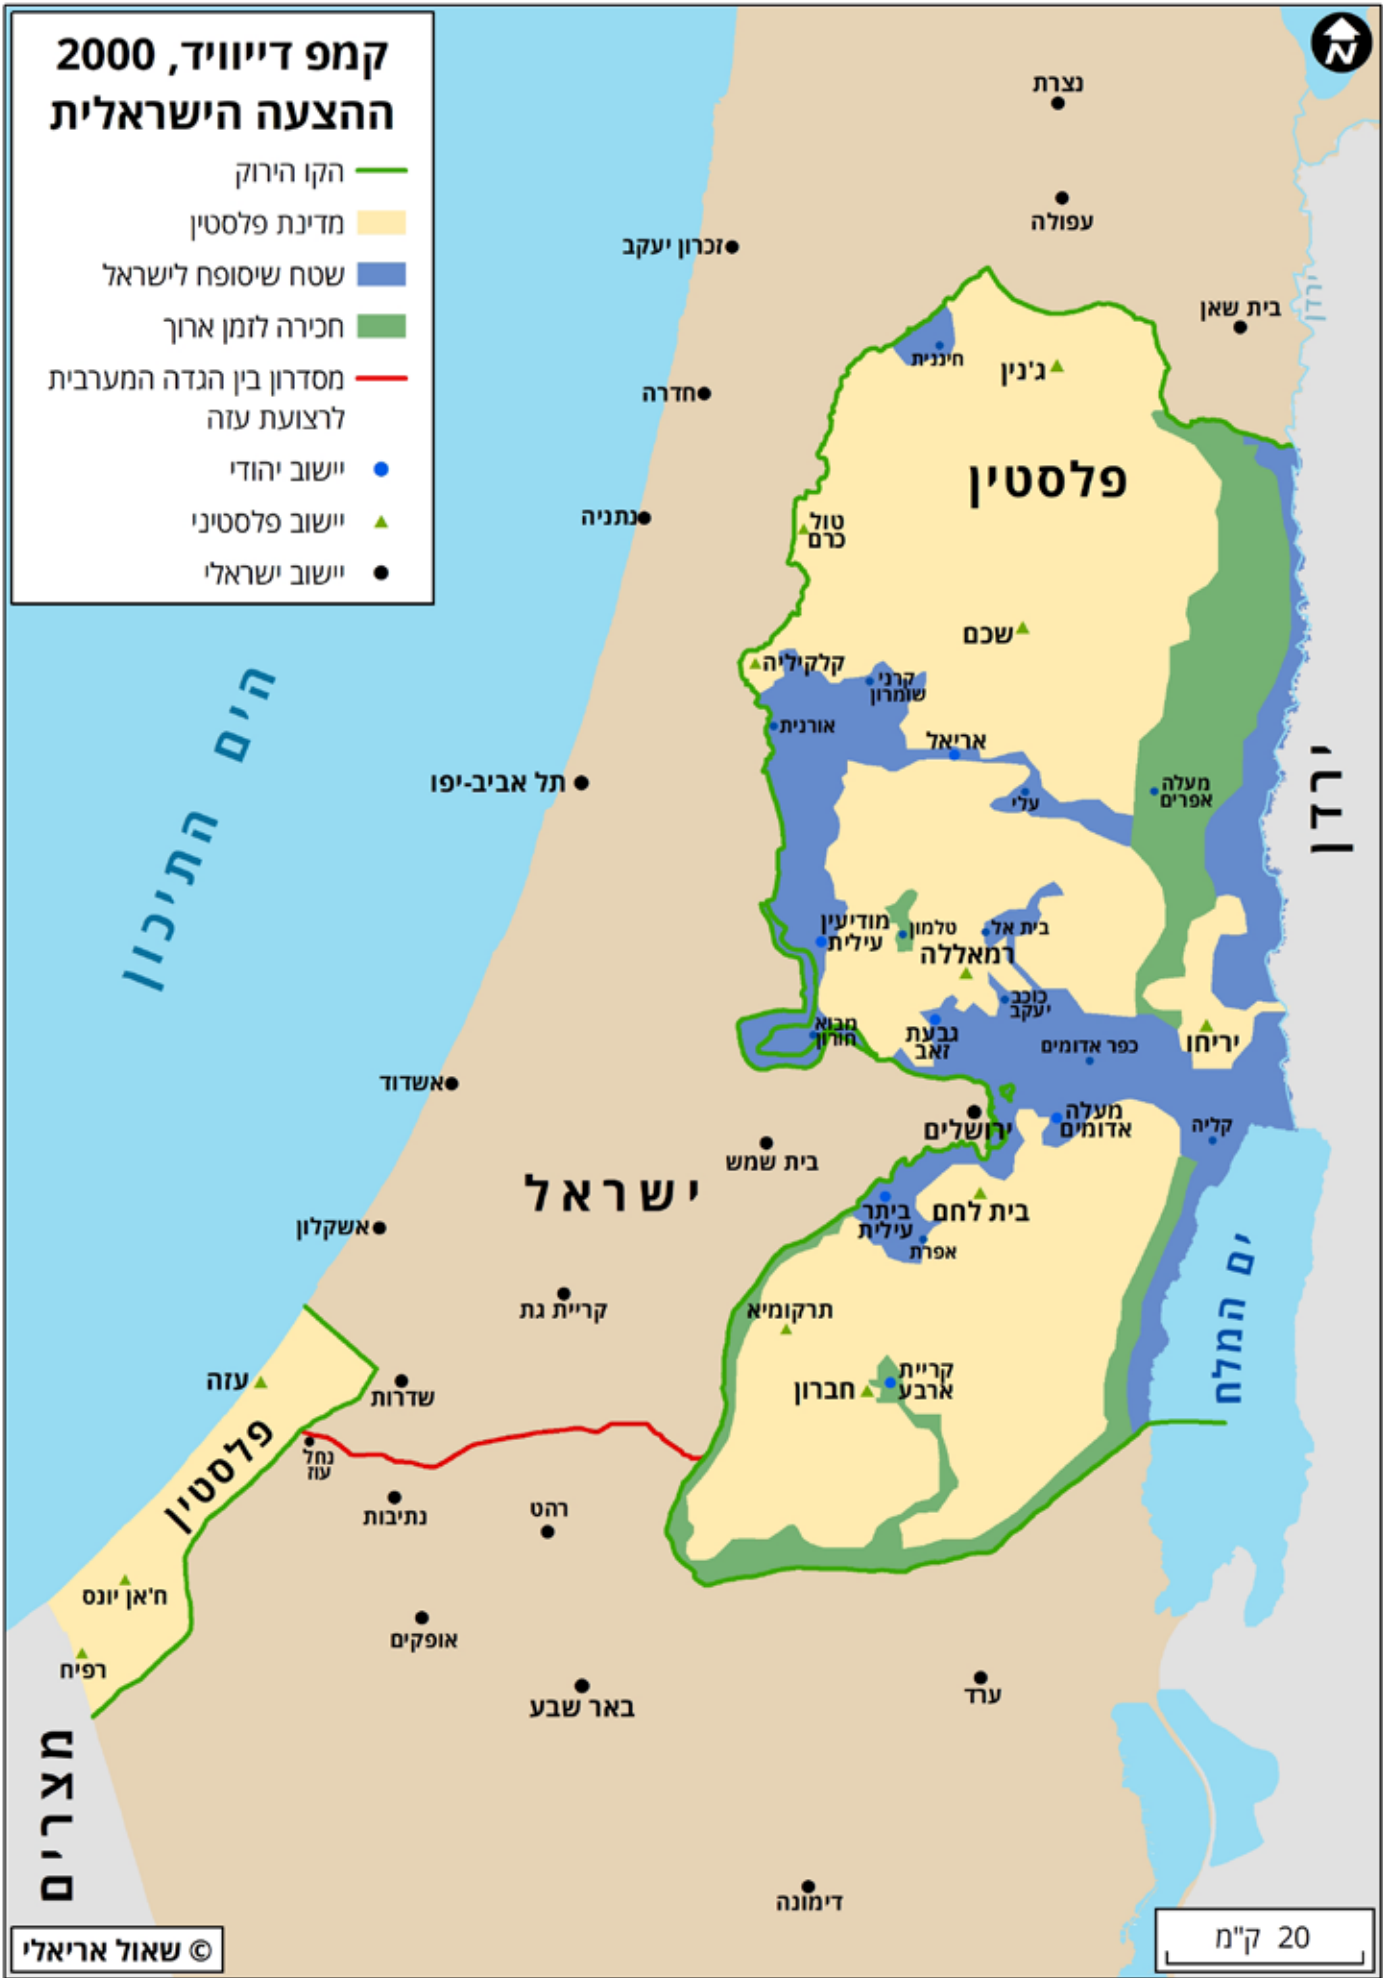 קמפ דייוויד, 2000
ההצעה הישראלית
הקו הירוק
מדינת פלסטין
שטח שיסופח לישראל
חכירה לזמן ארוך
מסדרון בין הגדה המערבית
לרצועת עזה
יישוב יהודי
יישוב פלסטיני
יישוב ישראלי
N
נצרת
עפולה
זכרון יעקב
בית שאן
ירדן
חיננית
ג'נין
חדרה
פלסטין
נתניה
טול
כרם
שכם
קלקיליה
קרני
שומרון
אורנית
אריאל
הים התיכון
תל אביב-יפו
עלי
מעלה
אפרים
ירדן
מודיעין
עילית
טלמון
בית אל
רמאללה
כוכב
יעקב
מבוא
חורון
גבעת
זאב
כפר אדומים
יריחו
אשדוד
ירושלים
מעלה
אדומים
קליה
בית שמש
ישראל
ביתר
עילית
בית לחם
אפרת
אשקלון
ים המלח
קריית גת
תרקומיא
עזה
שדרות
קריית
ארבע
חברון
פלסטין
נחל
עוז
נתיבות
רהט
ח'אן יונס
אופקים
רפיח
באר שבע
ערד
מצרים
דימונה
© שאול אריאלי
20 ק"מ